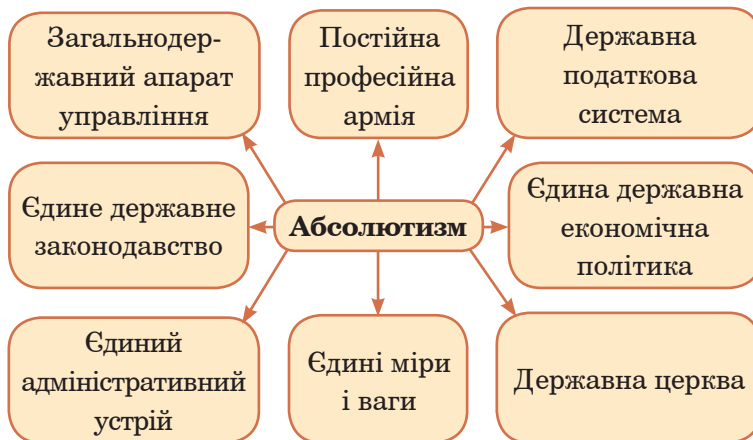 Загальнодер-
жавний апарат
управління
Постійна
професійна
армія
Державна
податкова
система
Єдине державне
законодавство
Абсолютизм
Єдина державна
економічна
політика
Єдиний
адміністративний
устрій
Єдині міри
і ваги
Державна церква